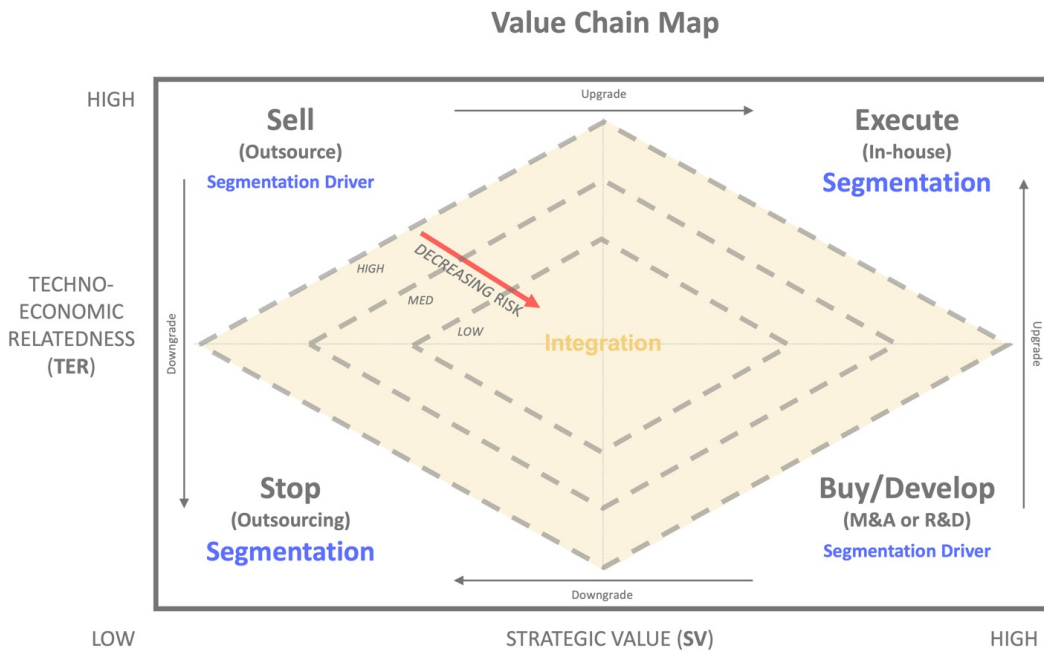 Value Chain Map
HIGH
Upgrade
Sell
(Outsource)
Segmentation Driver
Execute
(In-house)
Segmentation
HIGH
MED
LOW
DECREASING RISK
Integration
TECHNO-
ECONOMIC
RELATEDNESS
(TER)
Downgrade
Upgrade
Stop
(Outsourcing)
Segmentation
Buy/Develop
(M&A or R&D)
Segmentation Driver
Downgrade
LOW
STRATEGIC VALUE (SV)
HIGH